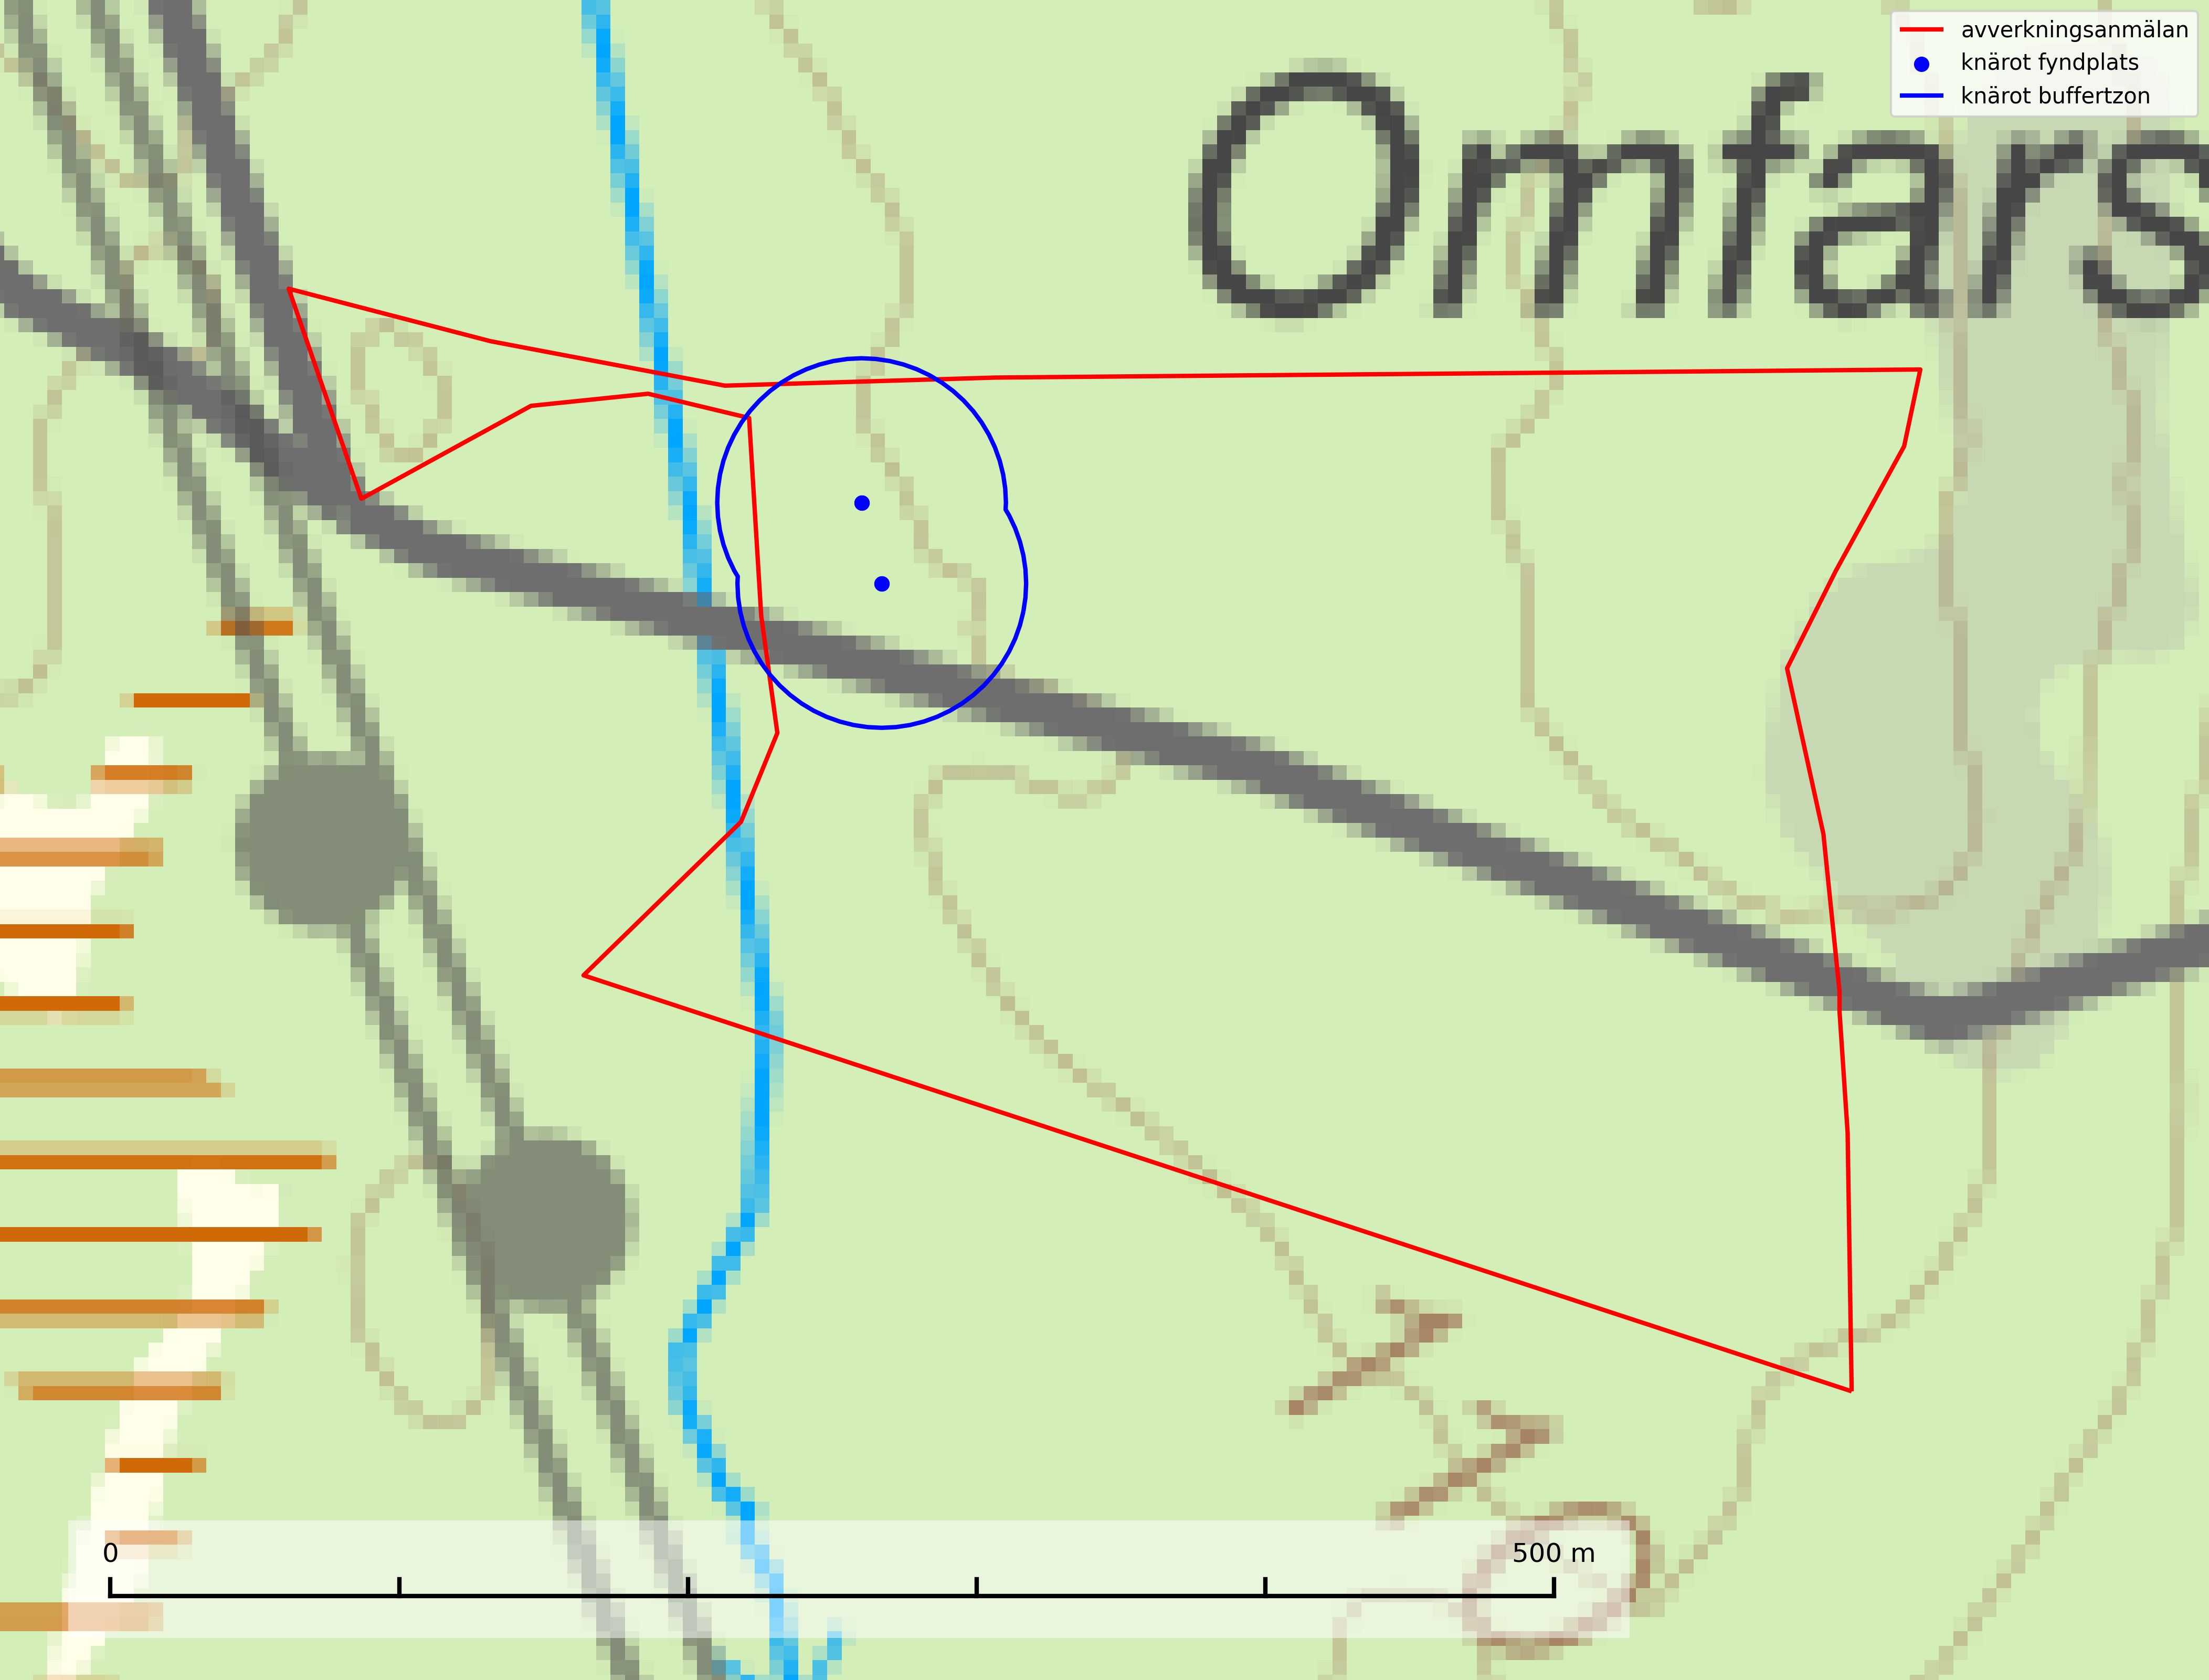 avverkningsanmälan
knärot fyndplats
knärot buffertzon
Omfars
0 500 m